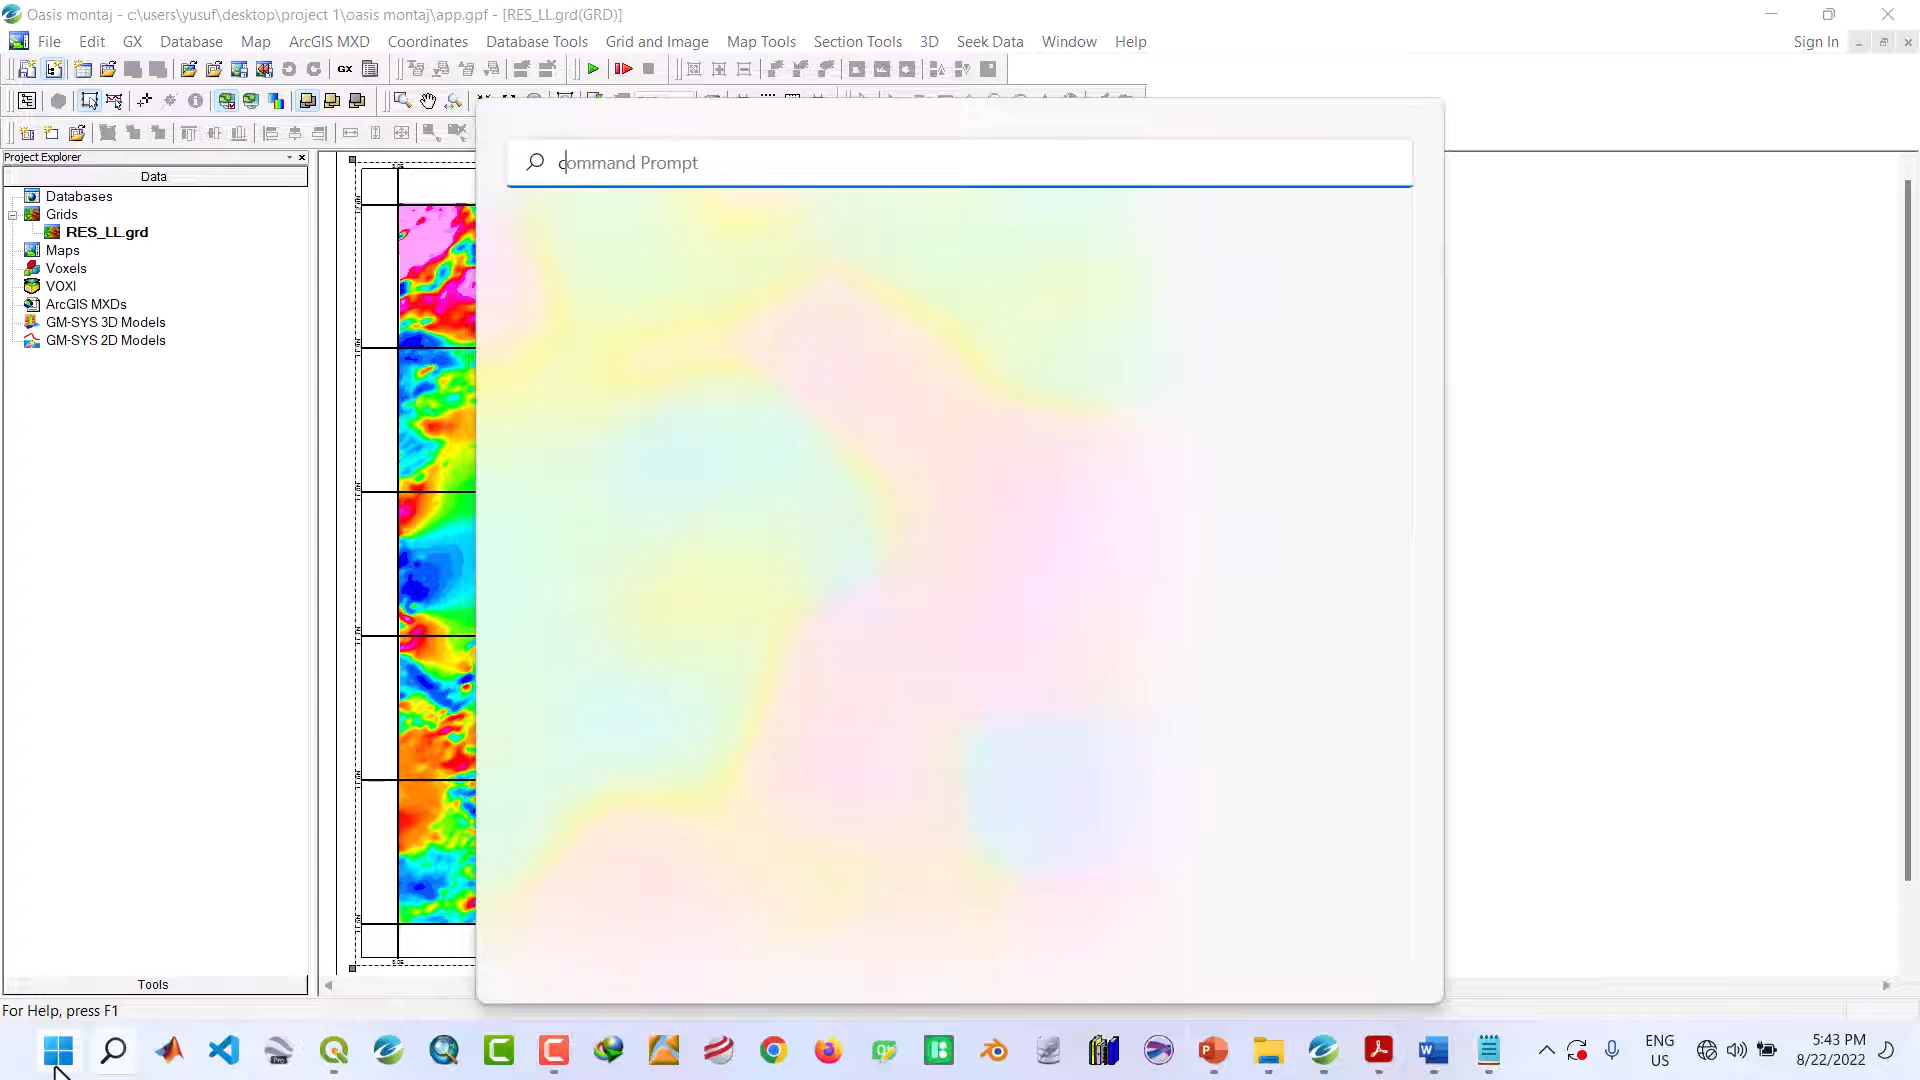 Oasis montaj - c:\users\yusuf\desktop\project 1\oasis montaj\app.gpf - [RES_LL.grd(GRD)]
File Edit GX Database Map ArcGIS MXD Coordinates Database Tools Grid and Image Map Tools Section Tools 3D Seek Data Window Help Sign In
GX
Project Explorer
Data
Databases
Grids
RES_LL.grd
Maps
Voxels
VOXI
ArcGIS MXDs
GM-SYS 3D Models
GM-SYS 2D Models
command Prompt
Tools
For Help, press F1
Pro
ENG
US
5:43 PM
8/22/2022